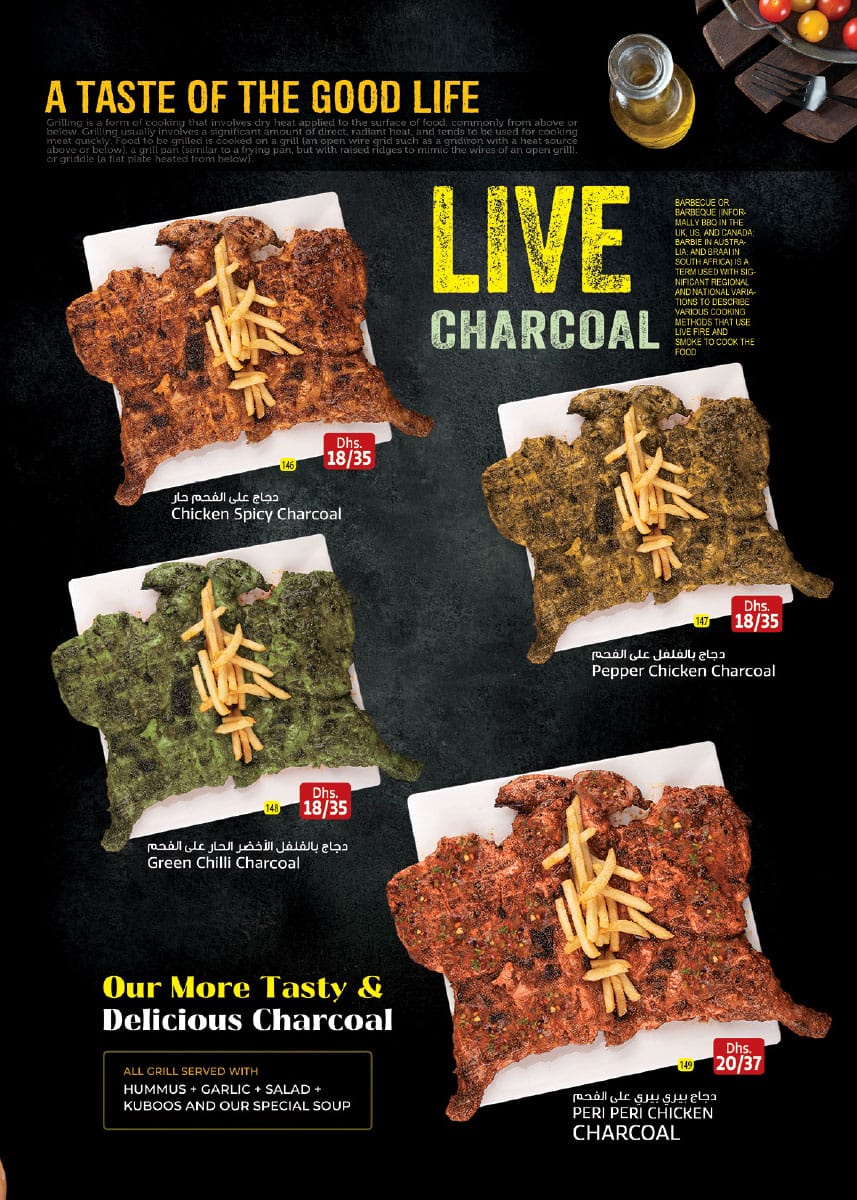 A TASTE OF THE GOOD LIFE
Grilling is a form of cooking that involves dry heat applied to the surface of food, commonly from above or
below. Grilling usually involves a significant amount of direct, radiant heat, and tends to be used for cooking
meat quickly. Food to be grilled is cooked on a grill (an open wire grid such as a gridiron with a heat source
above or below), a grill pan (similar to a frying pan, but with raised ridges to mimic the wires of an open grill),
or griddle (a flat plate heated from below).
LIVE
CHARCOAL
BARBECUE OR
BARBEQUE (INFOR-
MALLY BBQ IN THE
UK, US, AND CANADA;
BARBIE IN AUSTRA-
LIA; AND BRAAI IN
SOUTH AFRICA) IS A
TERM USED WITH SIG-
NIFICANT REGIONAL
AND NATIONAL VARIA-
TIONS TO DESCRIBE
VARIOUS COOKING
METHODS THAT USE
LIVE FIRE AND
SMOKE TO COOK THE
FOOD
146
Dhs.
18/35
دجاج على الفحم حار
Chicken Spicy Charcoal
147
Dhs.
18/35
دجاج بالفلفل على الفحم
Pepper Chicken Charcoal
148
Dhs.
18/35
دجاج بالفلفل الأخضر الحار على الفحم
Green Chilli Charcoal
149
Dhs.
20/37
دجاج بيري بيري على الفحم
PERI PERI CHICKEN
CHARCOAL
Our More Tasty &
Delicious Charcoal
ALL GRILL SERVED WITH
HUMMUS + GARLIC + SALAD +
KUBOOS AND OUR SPECIAL SOUP